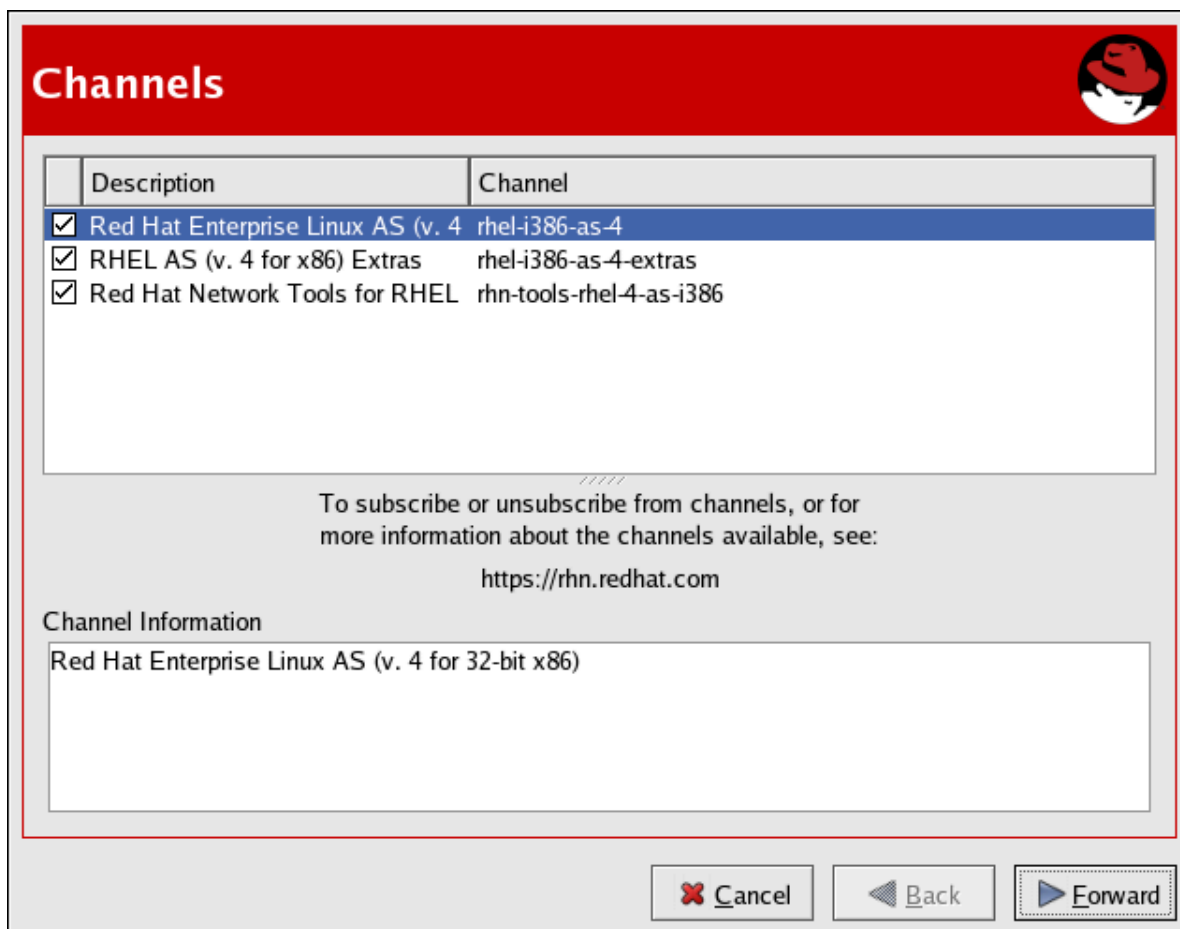 Channels
Description Channel
Red Hat Enterprise Linux AS (v. 4 rhel-i386-as-4
RHEL AS (v. 4 for x86) Extras rhel-i386-as-4-extras
Red Hat Network Tools for RHEL rhn-tools-rhel-4-as-i386
To subscribe or unsubscribe from channels, or for
more information about the channels available, see:
https://rhn.redhat.com
Channel Information
Red Hat Enterprise Linux AS (v. 4 for 32-bit x86)
Cancel Back Forward